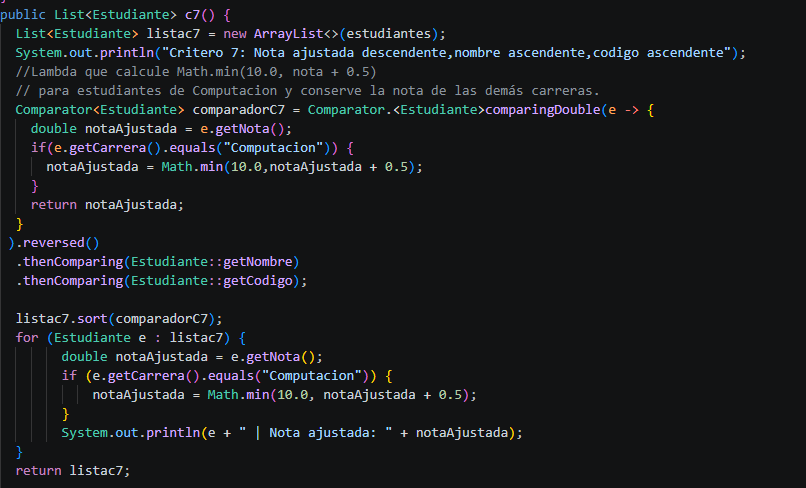 public List<Estudiante> c7() {
List<Estudiante> listac7 = new ArrayList<>(estudiantes);
System.out.println("Critero 7: Nota ajustada descendente,nombre ascendente,codigo ascendente");
//Lambda que calcule Math.min(10.0, nota + 0.5)
// para estudiantes de Computacion y conserve la nota de las demás carreras.
Comparator<Estudiante> comparadorC7 = Comparator.<Estudiante>comparingDouble(e -> {
double notaAjustada = e.getNota();
if(e.getCarrera().equals("Computacion")) {
notaAjustada = Math.min(10.0,notaAjustada + 0.5);
}
return notaAjustada;
}
).reversed()
.thenComparing(Estudiante::getNombre)
.thenComparing(Estudiante::getCodigo);
listac7.sort(comparadorC7);
for (Estudiante e : listac7) {
double notaAjustada = e.getNota();
if (e.getCarrera().equals("Computacion")) {
notaAjustada = Math.min(10.0, notaAjustada + 0.5);
}
System.out.println(e + " | Nota ajustada: " + notaAjustada);
}
return listac7;